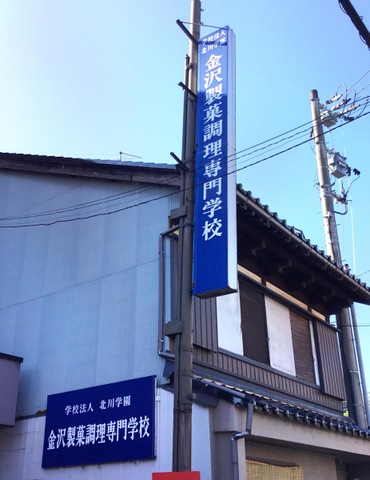 学校法人
北川学園
金沢製菓調理専門学校
学校法人 北川学園
金沢製菓調理専門学校